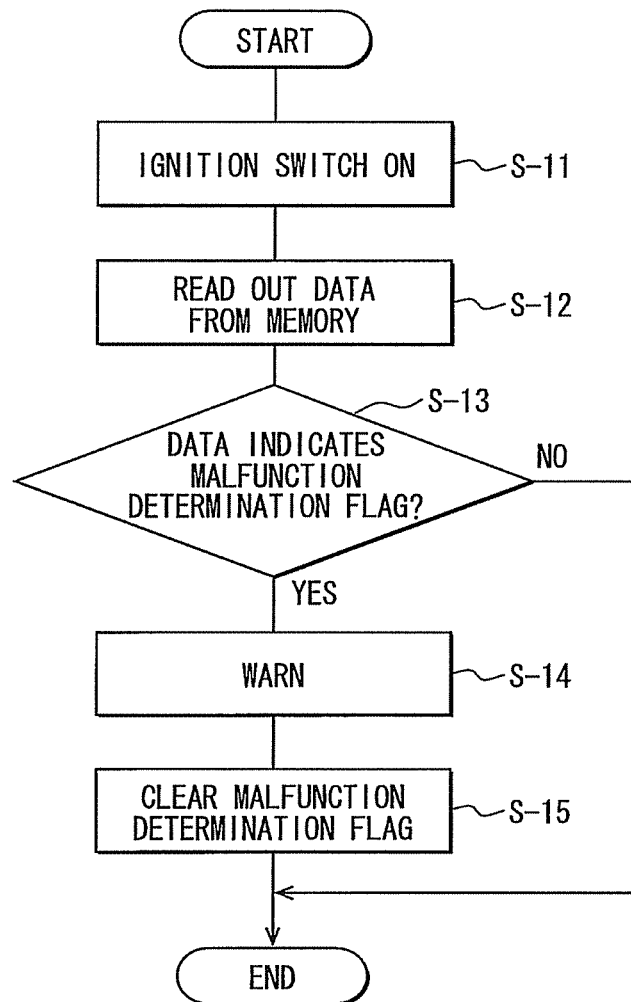 START
IGNITION SWITCH ON
S-11
READ OUT DATA
FROM MEMORY
S-12
S-13
DATA INDICATES
MALFUNCTION
DETERMINATION FLAG?
NO
YES
WARN
S-14
CLEAR MALFUNCTION
DETERMINATION FLAG
S-15
END